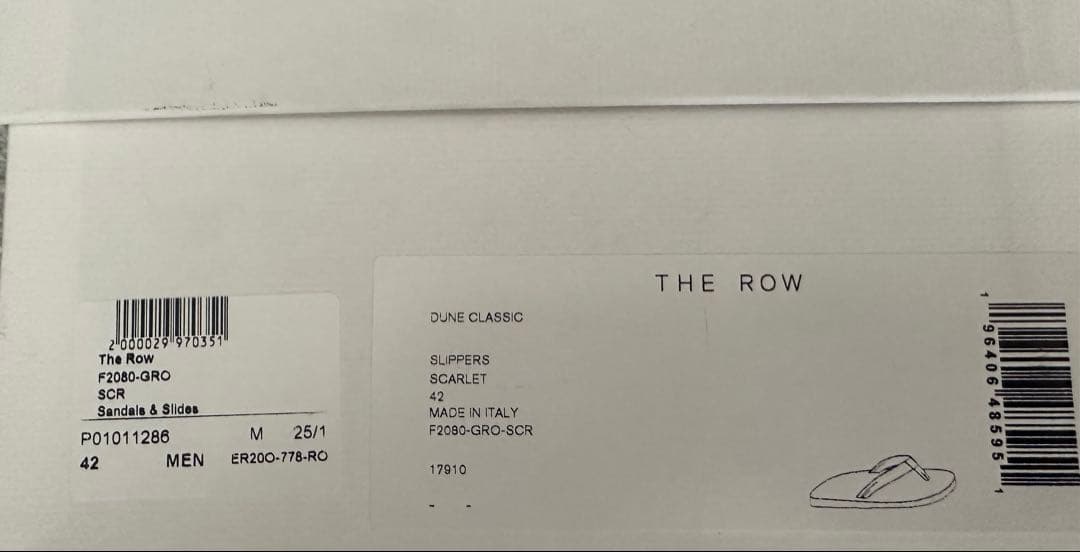 2 000029 970351
The Row
F2080-GRO
SCR
Sandals & Slides
P01011286 M 25/1
42 MEN ER20O-778-RO
THE ROW
DUNE CLASSIC
SLIPPERS
SCARLET
42
MADE IN ITALY
F2080-GRO-SCR
17910
- -
1 96406 48595 1